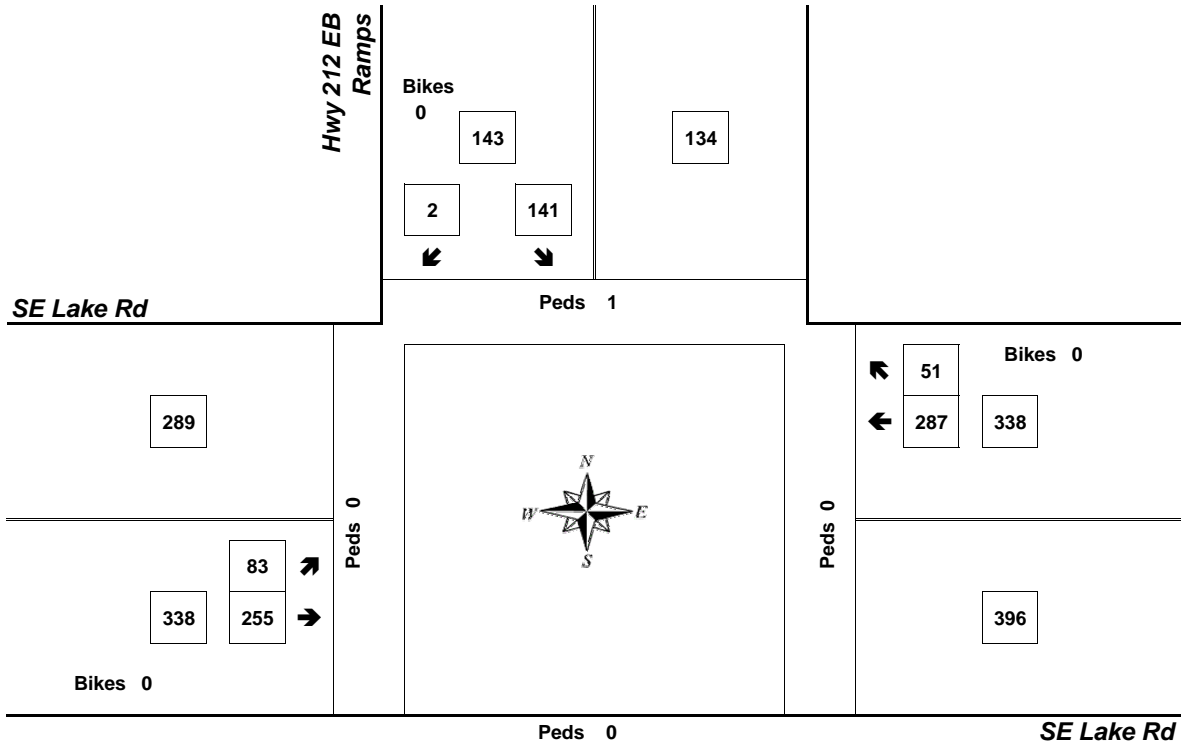 Hwy 212 EB
Ramps
Bikes
0
143
134
2
141
Peds 1
SE Lake Rd
Bikes 0
51
289
287
338
N
W
E
S
Peds 0
Peds 0
83
338
255
396
Bikes 0
Peds 0
SE Lake Rd